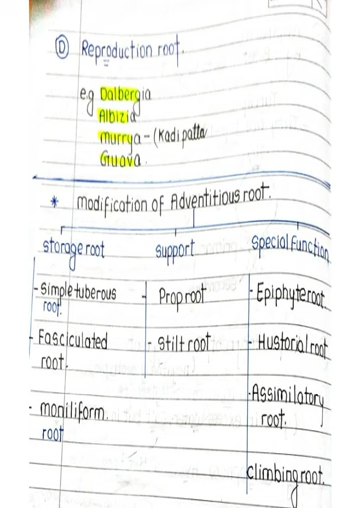 D Reproduction root.
eg Dalbergia
Albizia
murrya - (Kadi patta
Guava.
* modification of Adventitious root.
storage root support Special function
- simple tuberous root. - Prop root - Epiphyte root.
- Fasciculated root. - Stilt root - Hustorial root
- moniliform root - Assimilatory root.
climbing root.